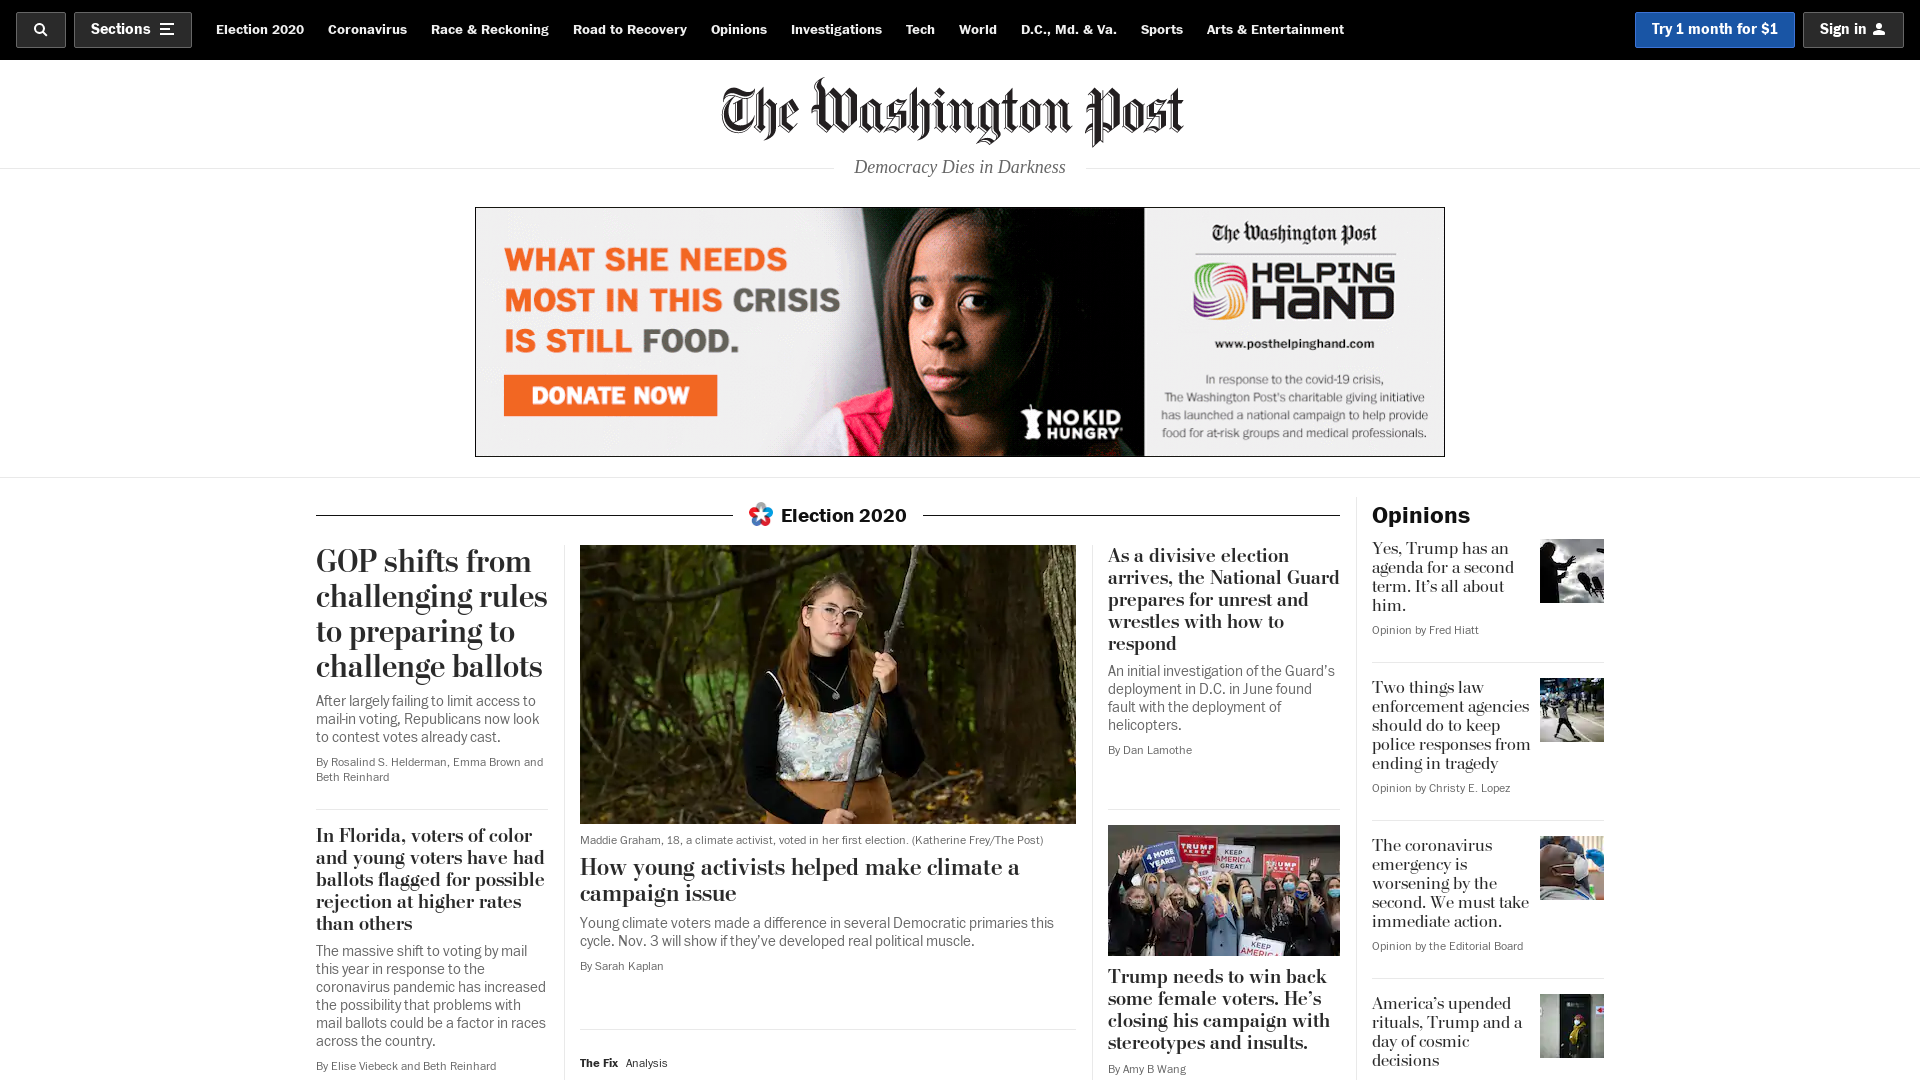 Sections
Election 2020
Coronavirus
Race & Reckoning
Road to Recovery
Opinions
Investigations
Tech
World
D.C., Md. & Va.
Sports
Arts & Entertainment
Try 1 month for $1
Sign in
The Washington Post
Democracy Dies in Darkness
WHAT SHE NEEDS
MOST IN THIS CRISIS
IS STILL FOOD.
DONATE NOW
NO KID
HUNGRY
The Washington Post
HELPING
HAND
www.posthelpinghand.com
In response to the covid-19 crisis,
The Washington Post's charitable giving initiative
has launched a national campaign to help provide
food for at-risk groups and medical professionals.
Election 2020
GOP shifts from
challenging rules
to preparing to
challenge ballots
After largely failing to limit access to
mail-in voting, Republicans now look
to contest votes already cast.
By Rosalind S. Helderman, Emma Brown and
Beth Reinhard
In Florida, voters of color
and young voters have had
ballots flagged for possible
rejection at higher rates
than others
The massive shift to voting by mail
this year in response to the
coronavirus pandemic has increased
the possibility that problems with
mail ballots could be a factor in races
across the country.
By Elise Viebeck and Beth Reinhard
Maddie Graham, 18, a climate activist, voted in her first election. (Katherine Frey/The Post)
How young activists helped make climate a
campaign issue
Young climate voters made a difference in several Democratic primaries this
cycle. Nov. 3 will show if they’ve developed real political muscle.
By Sarah Kaplan
The Fix Analysis
As a divisive election
arrives, the National Guard
prepares for unrest and
wrestles with how to
respond
An initial investigation of the Guard’s
deployment in D.C. in June found
fault with the deployment of
helicopters.
By Dan Lamothe
4 MORE
YEARS!
TRUMP
PENCE
KEEP
AMERICA
GREAT!
TRUMP
KEEP
AMERICA
Trump needs to win back
some female voters. He’s
closing his campaign with
stereotypes and insults.
By Amy B Wang
Opinions
Yes, Trump has an
agenda for a second
term. It’s all about
him.
Opinion by Fred Hiatt
Two things law
enforcement agencies
should do to keep
police responses from
ending in tragedy
Opinion by Christy E. Lopez
The coronavirus
emergency is
worsening by the
second. We must take
immediate action.
Opinion by the Editorial Board
America’s upended
rituals, Trump and a
day of cosmic
decisions